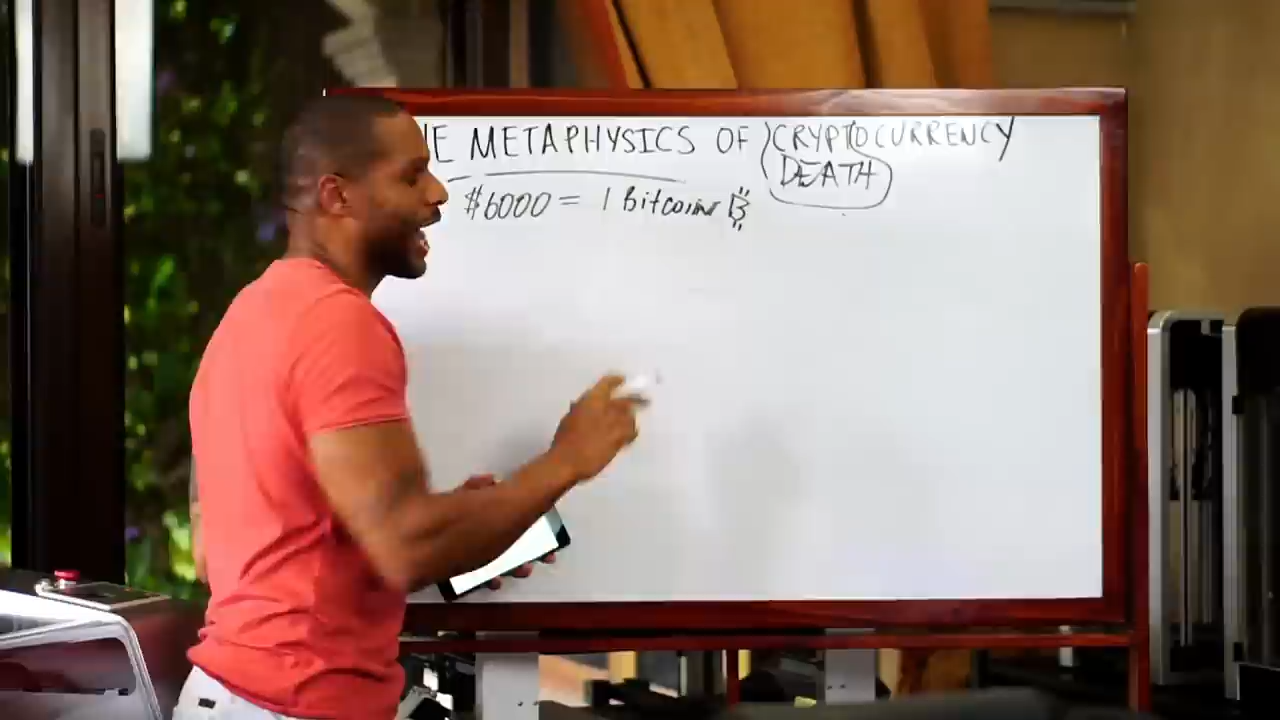 E METAPHYSICS OF CRYPTOCURRENCY
DEATH
$6000 = 1 Bitcoin ₿